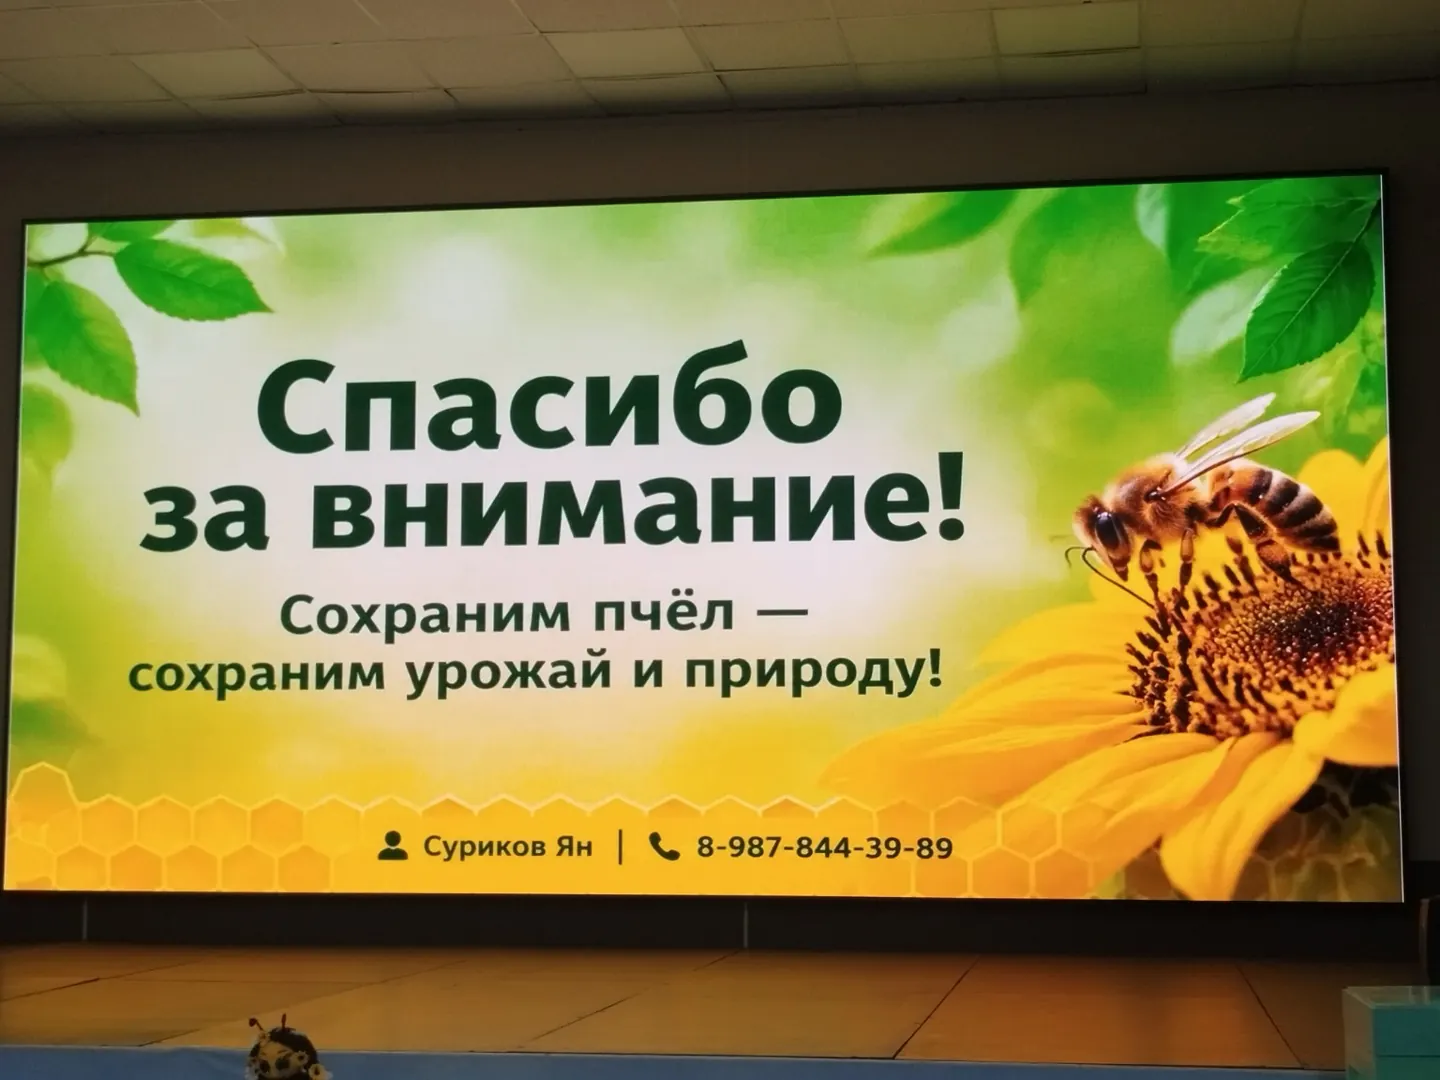 Спасибо
за внимание!
Сохраним пчёл —
сохраним урожай и природу!
Суриков Ян | 8-987-844-39-89